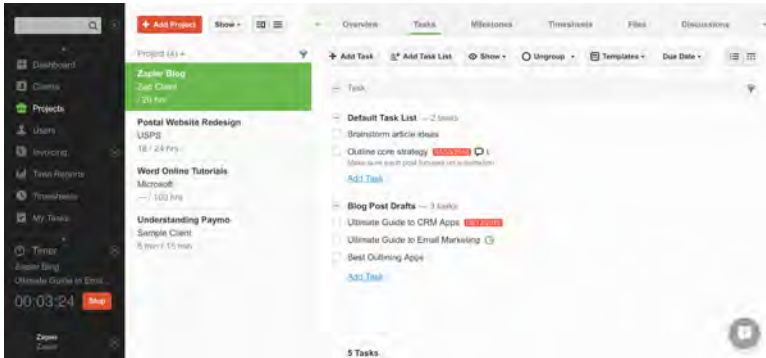 + Add Project
Show
Overview
Tasks
Milestones
Timesheets
Files
Discussions
Dashboard
Clients
Projects
Users
Invoicing
Team Reports
Timesheets
My Tasks
Timer
Zapier Blog
Ultimate Guide to Email...
00:03:24 Stop
Zapier
Zapier
Project (4)
Zapier Blog
Zap Client
Postal Website Redesign
USPS
18 / 24 hrs
Word Online Tutorials
Microsoft
— / 100 hrs
Understanding Paymo
Sample Client
+ Add Task
Add Task List
Show
Ungroup
Templates
Due Date
Task
Default Task List — 2 tasks
Brainstorm article ideas
Outline core strategy
Add Task
Blog Post Drafts — 3 tasks
Ultimate Guide to CRM Apps
Ultimate Guide to Email Marketing
Best Outlining Apps
Add Task
5 Tasks